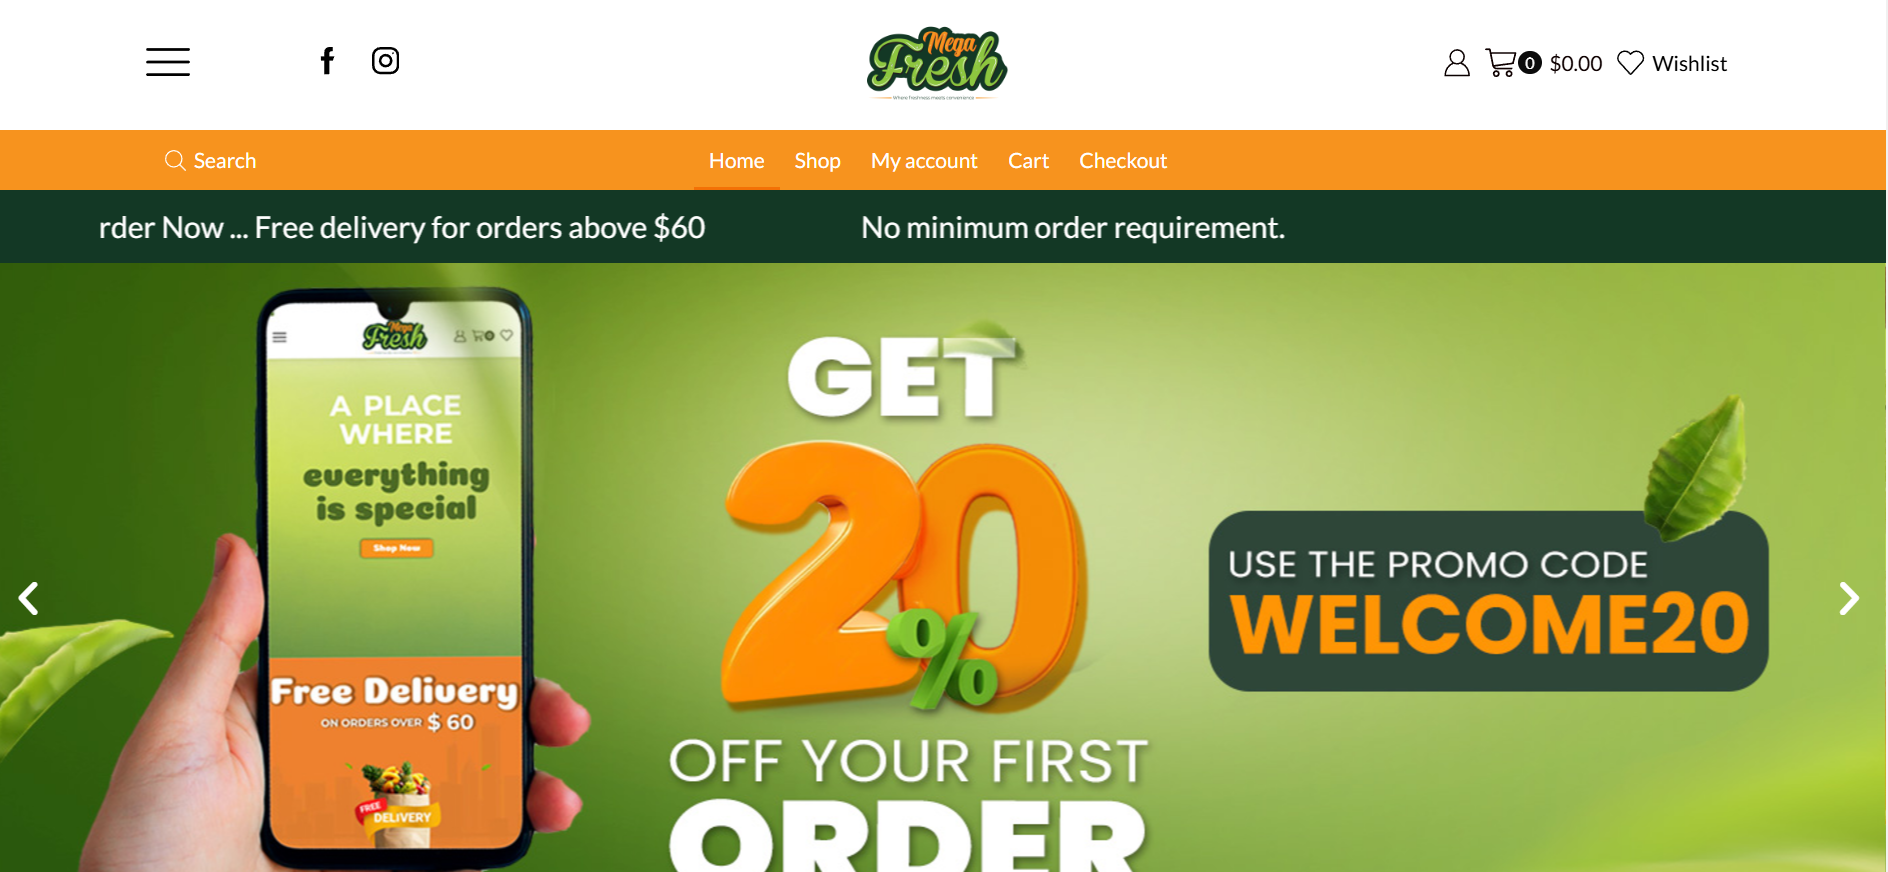 Mega
Fresh
Where freshness meets convenience
0 $0.00 Wishlist
Search
Home Shop My account Cart Checkout
rder Now ... Free delivery for orders above $60 No minimum order requirement.
Mega
Fresh
0
A PLACE
WHERE
everything
is special
Shop Now
Free Delivery
ON ORDERS OVER $ 60
FREE
DELIVERY
GET
20%
OFF YOUR FIRST
ORDER
USE THE PROMO CODE
WELCOME20